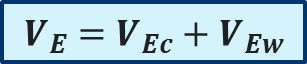 V_E = V_Ec + V_Ew